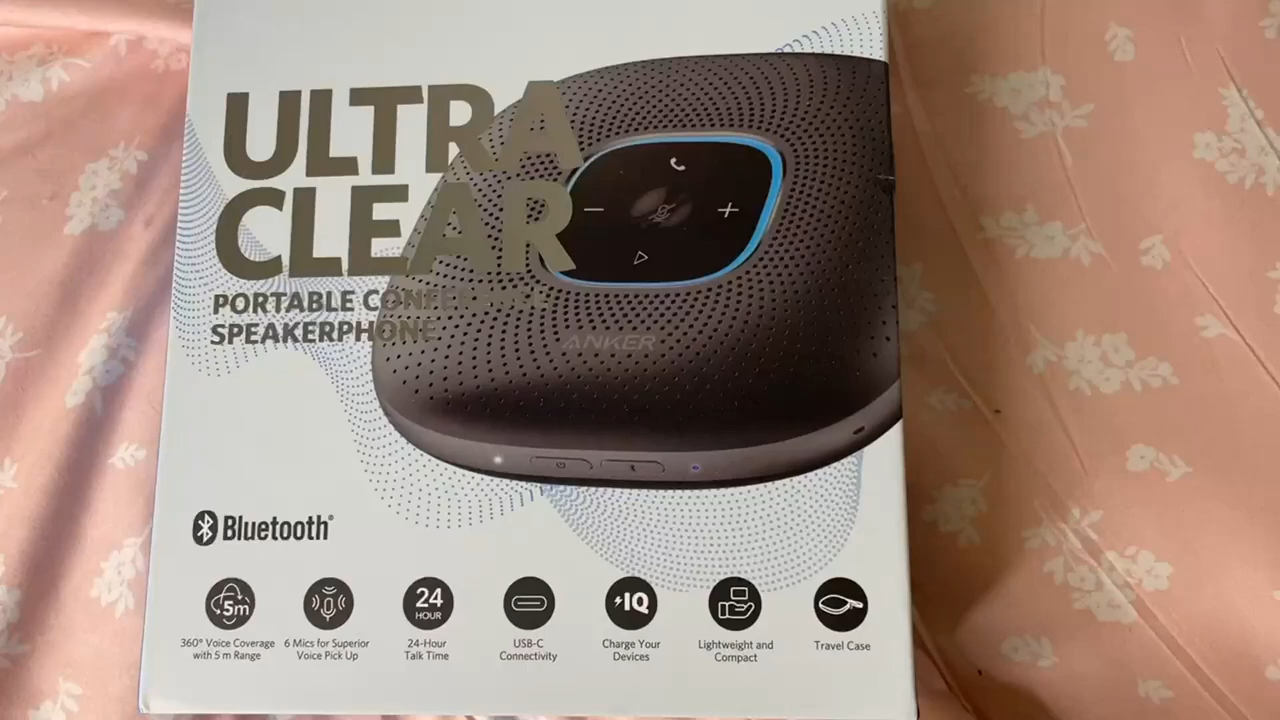 ULTRA
CLEAR
PORTABLE CONFERENCE
SPEAKERPHONE
ANKER
Bluetooth®
5m
24
HOUR
IQ
360° Voice Coverage
with 5 m Range
6 Mics for Superior
Voice Pick Up
24-Hour
Talk Time
USB-C
Connectivity
Charge Your
Devices
Lightweight and
Compact
Travel Case